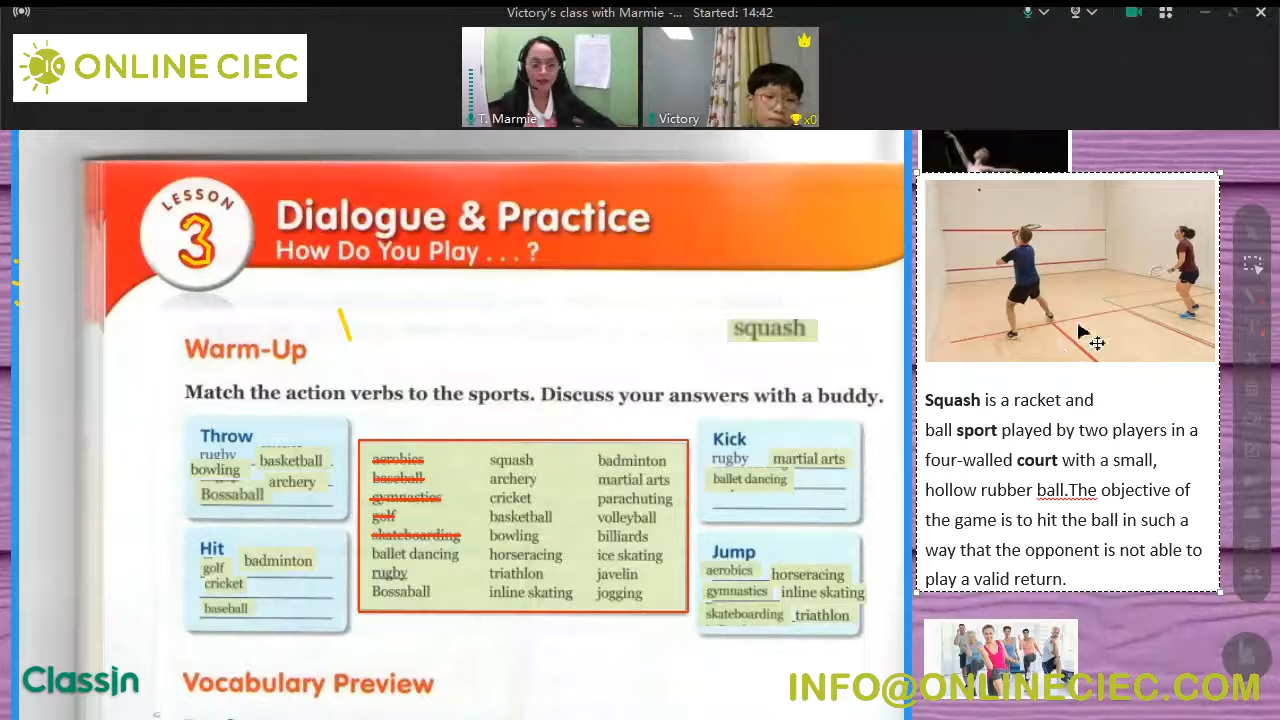 Victory's class with Marmie -... Started: 14:42
ONLINE CIEC
T. Marmie
Victory
x0
LESSON
3
Dialogue & Practice
How Do You Play . . . ?
squash
Warm-Up
Match the action verbs to the sports. Discuss your answers with a buddy.
Throw
rugby
bowling basketball
archery
Bossaball
Hit
golf badminton
cricket
baseball
aerobics squash badminton
baseball archery martial arts
gymnastics cricket parachuting
golf basketball volleyball
skateboarding bowling billiards
ballet dancing horseracing ice skating
rugby triathlon javelin
Bossaball inline skating jogging
Kick
rugby martial arts
ballet dancing
Jump
aerobics horseracing
gymnastics inline skating
skateboarding triathlon
Vocabulary Preview
Squash is a racket and
ball sport played by two players in a
four-walled court with a small,
hollow rubber ball.The objective of
the game is to hit the ball in such a
way that the opponent is not able to
play a valid return.
ClassIn
INFO@ONLINECIEC.COM